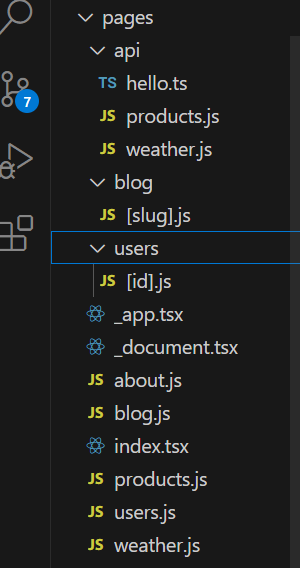 pages
api
TS hello.ts
JS products.js
JS weather.js
blog
JS [slug].js
users
JS [id].js
_app.tsx
_document.tsx
JS about.js
JS blog.js
index.tsx
JS products.js
JS users.js
JS weather.js
7